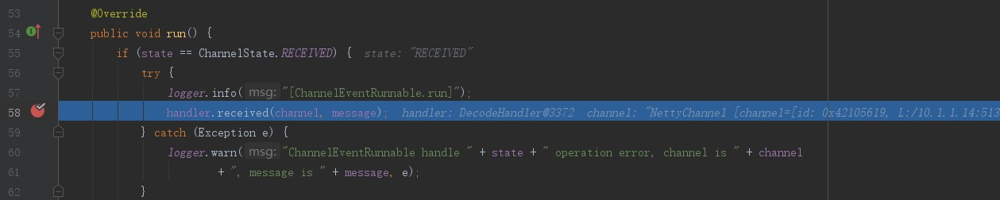 53 @Override
54 public void run() {
55 if (state == ChannelState.RECEIVED) { state: "RECEIVED"
56 try {
57 logger.info( msg: "[ChannelEventRunnable.run]");
58 handler.received(channel, message); handler: DecodeHandler@3372 channel: "NettyChannel [channel=[id: 0x42105619, L:/10.1.1.14:513
59 } catch (Exception e) {
60 logger.warn( msg: "ChannelEventRunnable handle " + state + " operation error, channel is " + channel
61 + ", message is " + message, e);
62 }